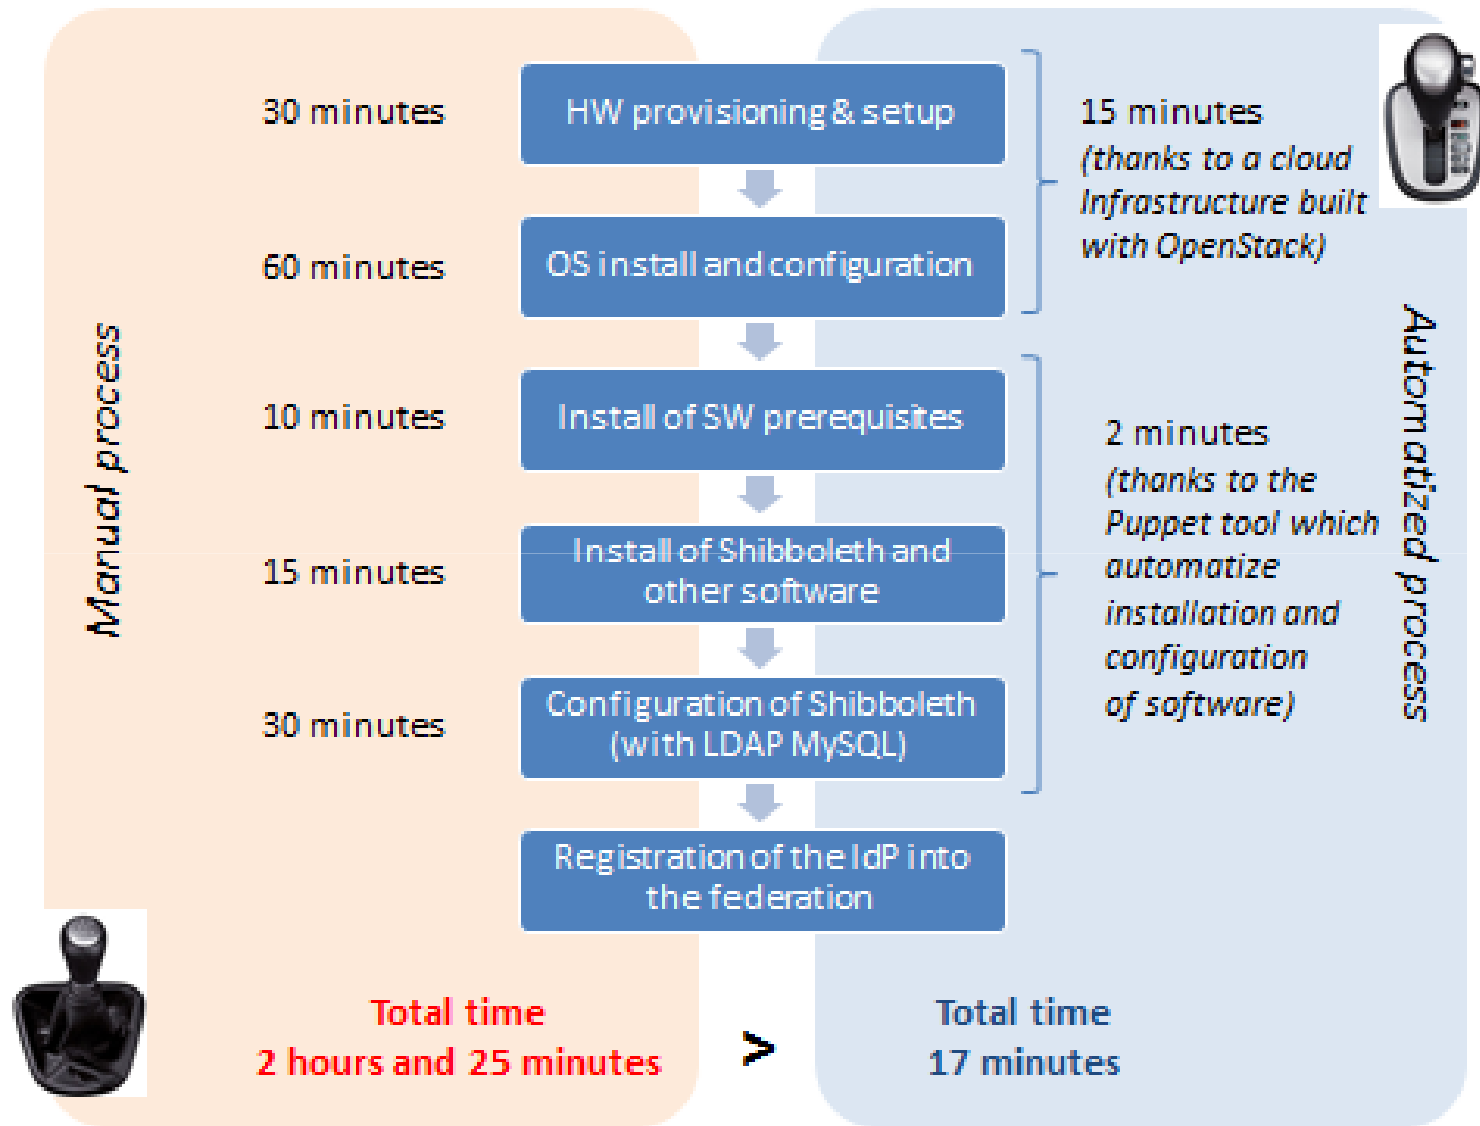 Manual process
30 minutes
60 minutes
10 minutes
15 minutes
30 minutes
HW provisioning & setup
OS install and configuration
Install of SW prerequisites
Install of Shibboleth and
other software
Configuration of Shibboleth
(with LDAP MySQL)
Registration of the IdP into
the federation
15 minutes
(thanks to a cloud
Infrastructure built
with OpenStack)
2 minutes
(thanks to the
Puppet tool which
automatize
installation and
configuration
of software)
Automatized process
Total time
2 hours and 25 minutes
>
Total time
17 minutes